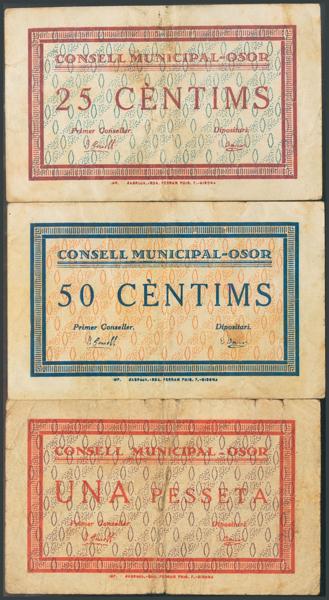 CONSELL MUNICIPAL-OSOR
25 CÈNTIMS
Primer Conseller. Dipositari.
CONSELL MUNICIPAL-OSOR
50 CÈNTIMS
Primer Conseller. Dipositari.
CONSELL MUNICIPAL-OSOR
UNA PESSETA
Primer Conseller Dipositari.